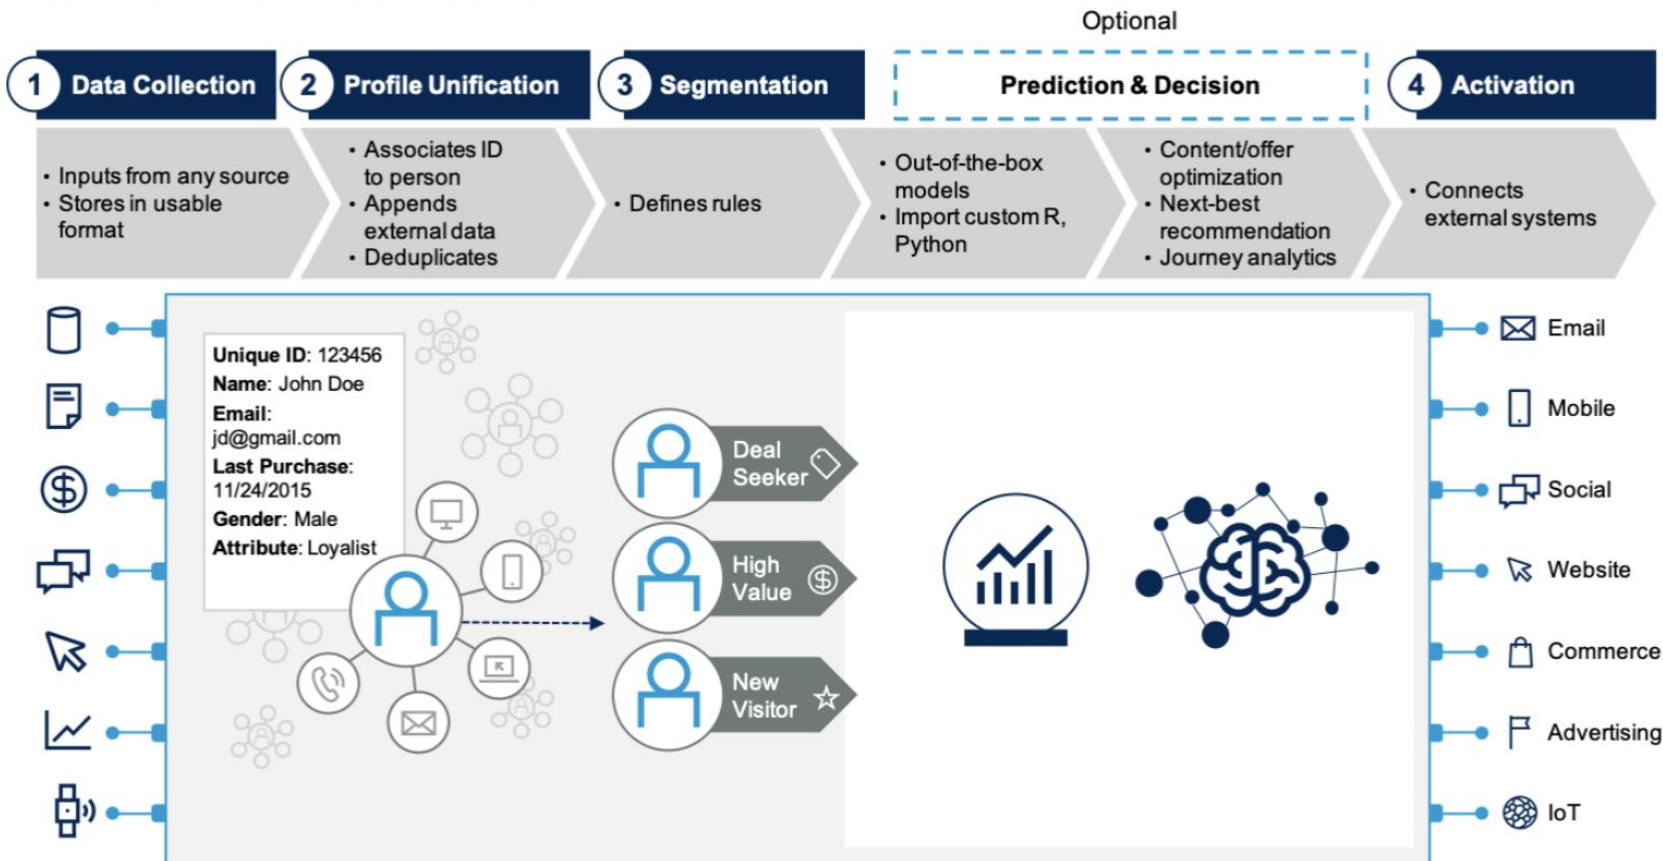 Optional
1 Data Collection
2 Profile Unification
3 Segmentation
Prediction & Decision
4 Activation
• Inputs from any source
• Stores in usable
format
• Associates ID
to person
• Appends
external data
• Deduplicates
• Defines rules
• Out-of-the-box
models
• Import custom R,
Python
• Content/offer
optimization
• Next-best
recommendation
• Journey analytics
• Connects
external systems
Unique ID: 123456
Name: John Doe
Email:
jd@gmail.com
Last Purchase:
11/24/2015
Gender: Male
Attribute: Loyalist
Deal
Seeker
High
Value
New
Visitor
Email
Mobile
Social
Website
Commerce
Advertising
IoT